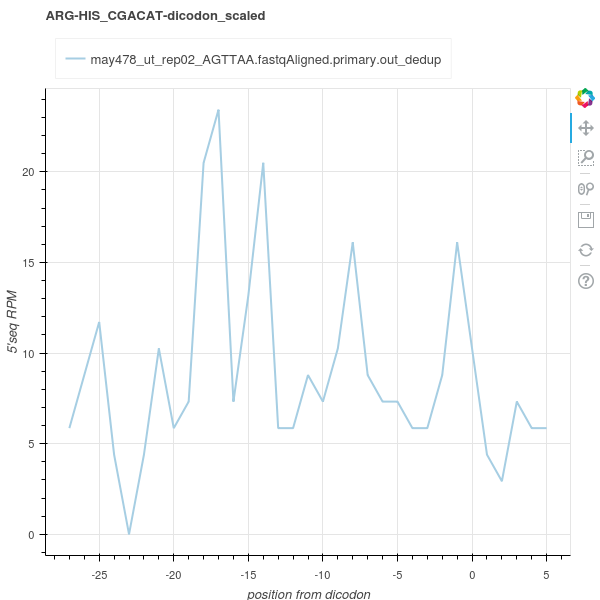 ARG-HIS_CGACAT-dicodon_scaled
may478_ut_rep02_AGTTAA.fastqAligned.primary.out_dedup
20
15
10
5
0
5'seq RPM
-25 -20 -15 -10 -5 0 5
position from dicodon
?